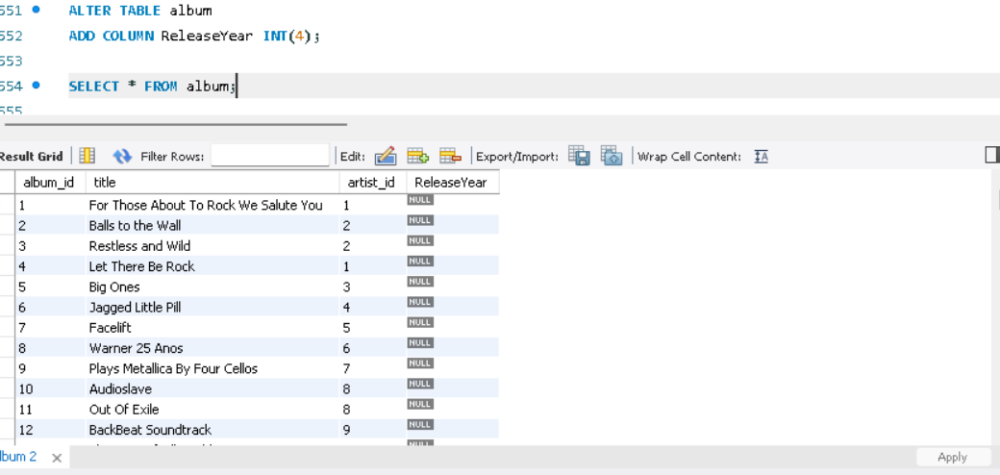 551 ALTER TABLE album
552 ADD COLUMN ReleaseYear INT(4);
553
554 SELECT * FROM album;
555
Result Grid Filter Rows: Edit: Export/Import: Wrap Cell Content: IA
album_id title artist_id ReleaseYear
1 For Those About To Rock We Salute You 1 NULL
2 Balls to the Wall 2 NULL
3 Restless and Wild 2 NULL
4 Let There Be Rock 1 NULL
5 Big Ones 3 NULL
6 Jagged Little Pill 4 NULL
7 Facelift 5 NULL
8 Warner 25 Anos 6 NULL
9 Plays Metallica By Four Cellos 7 NULL
10 Audioslave 8 NULL
11 Out Of Exile 8 NULL
12 BackBeat Soundtrack 9 NULL
NULL
lbum 2 Apply